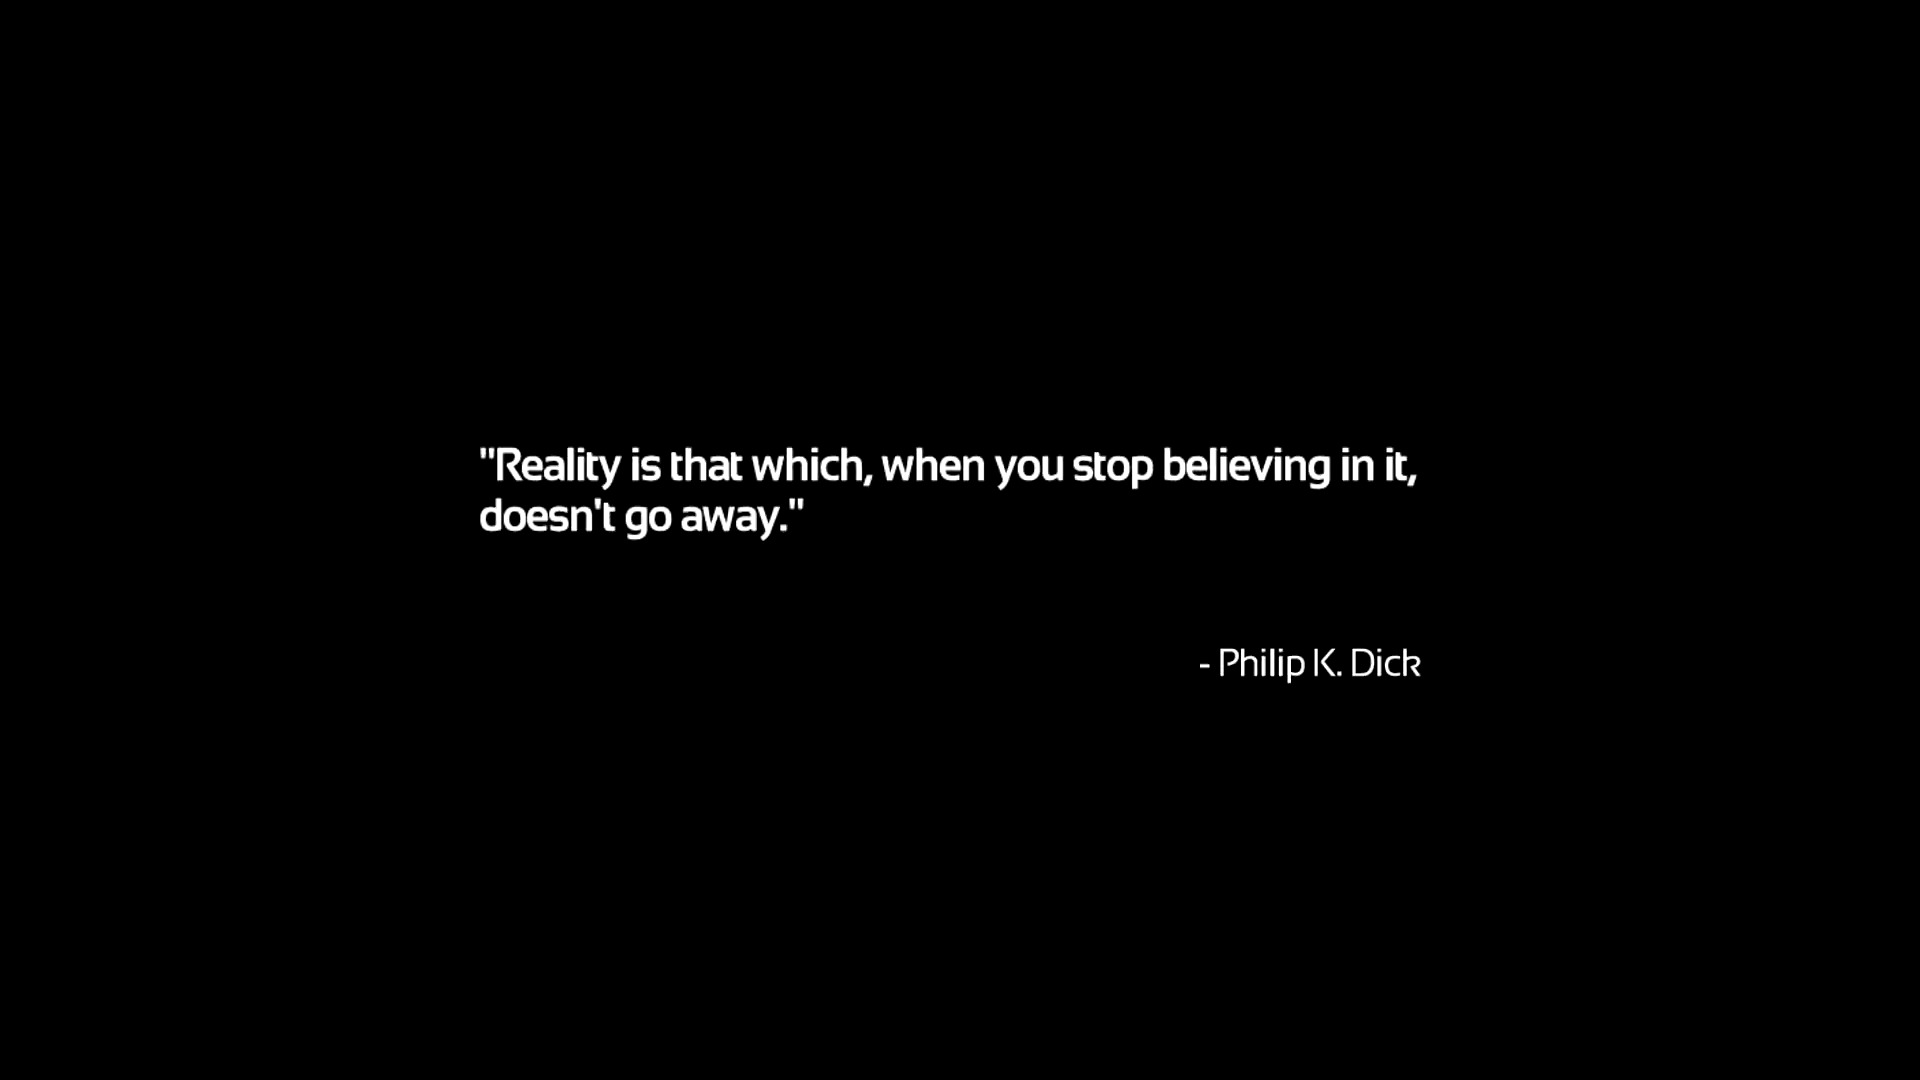 "Reality is that which, when you stop believing in it,
doesn't go away."
- Philip K. Dick